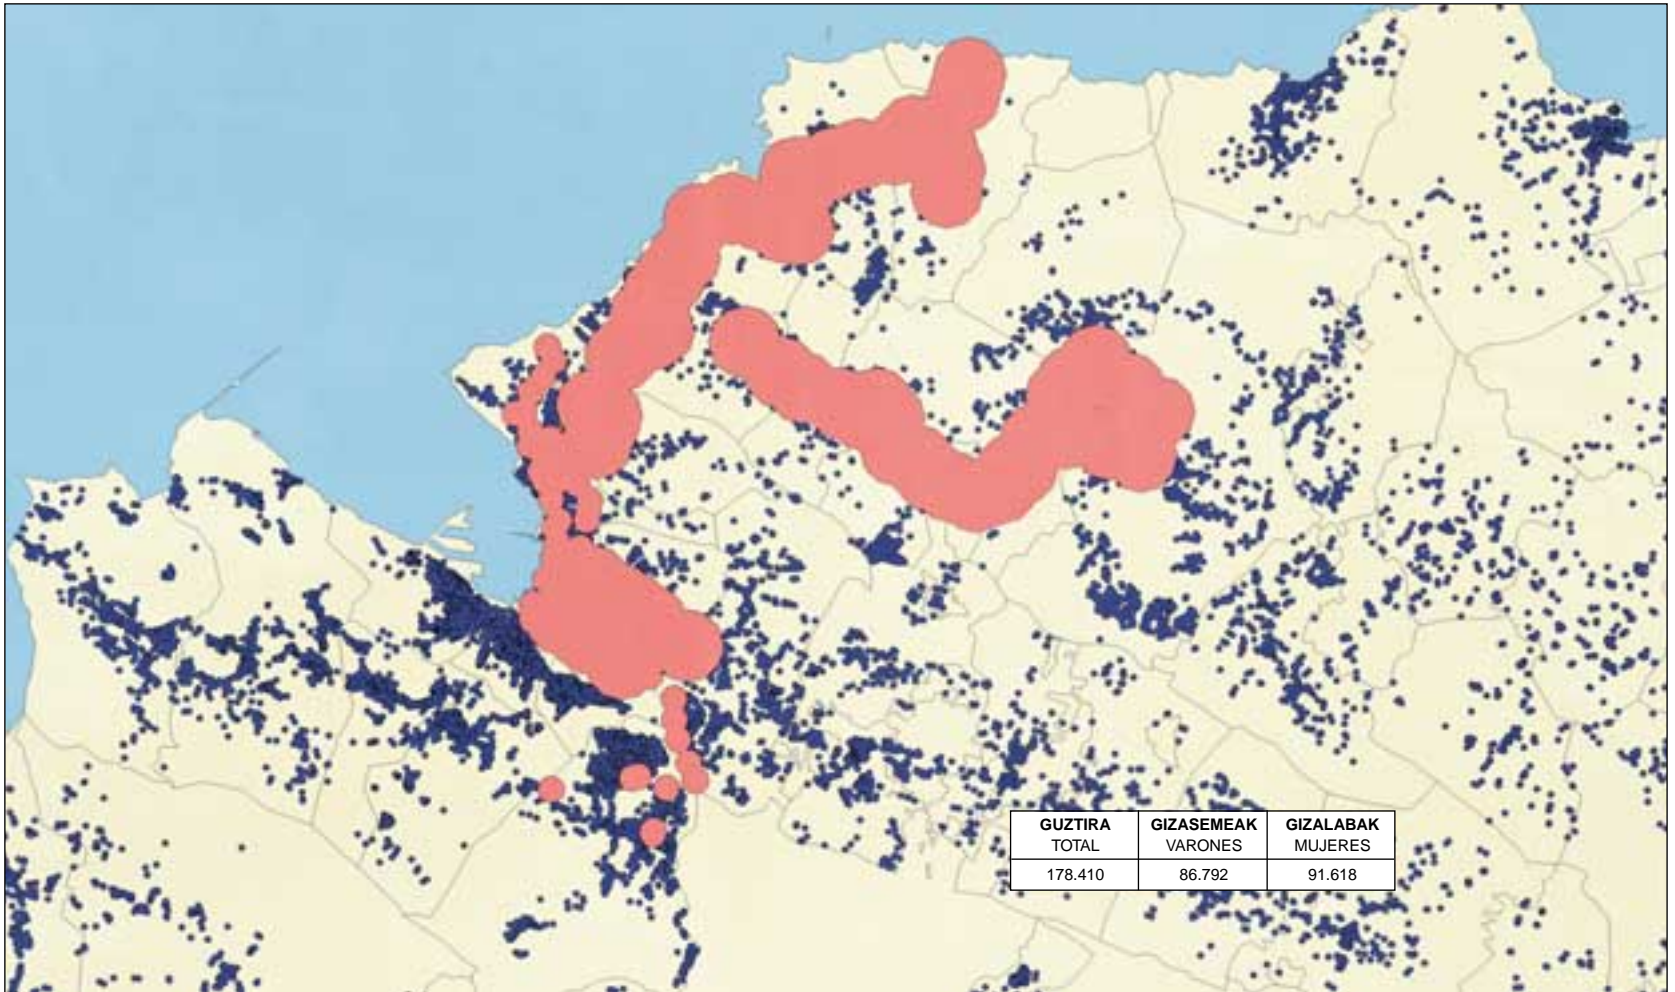 GUZTIRA GIZASEMEAK GIZALABAK
TOTAL VARONES MUJERES
178.410 86.792 91.618